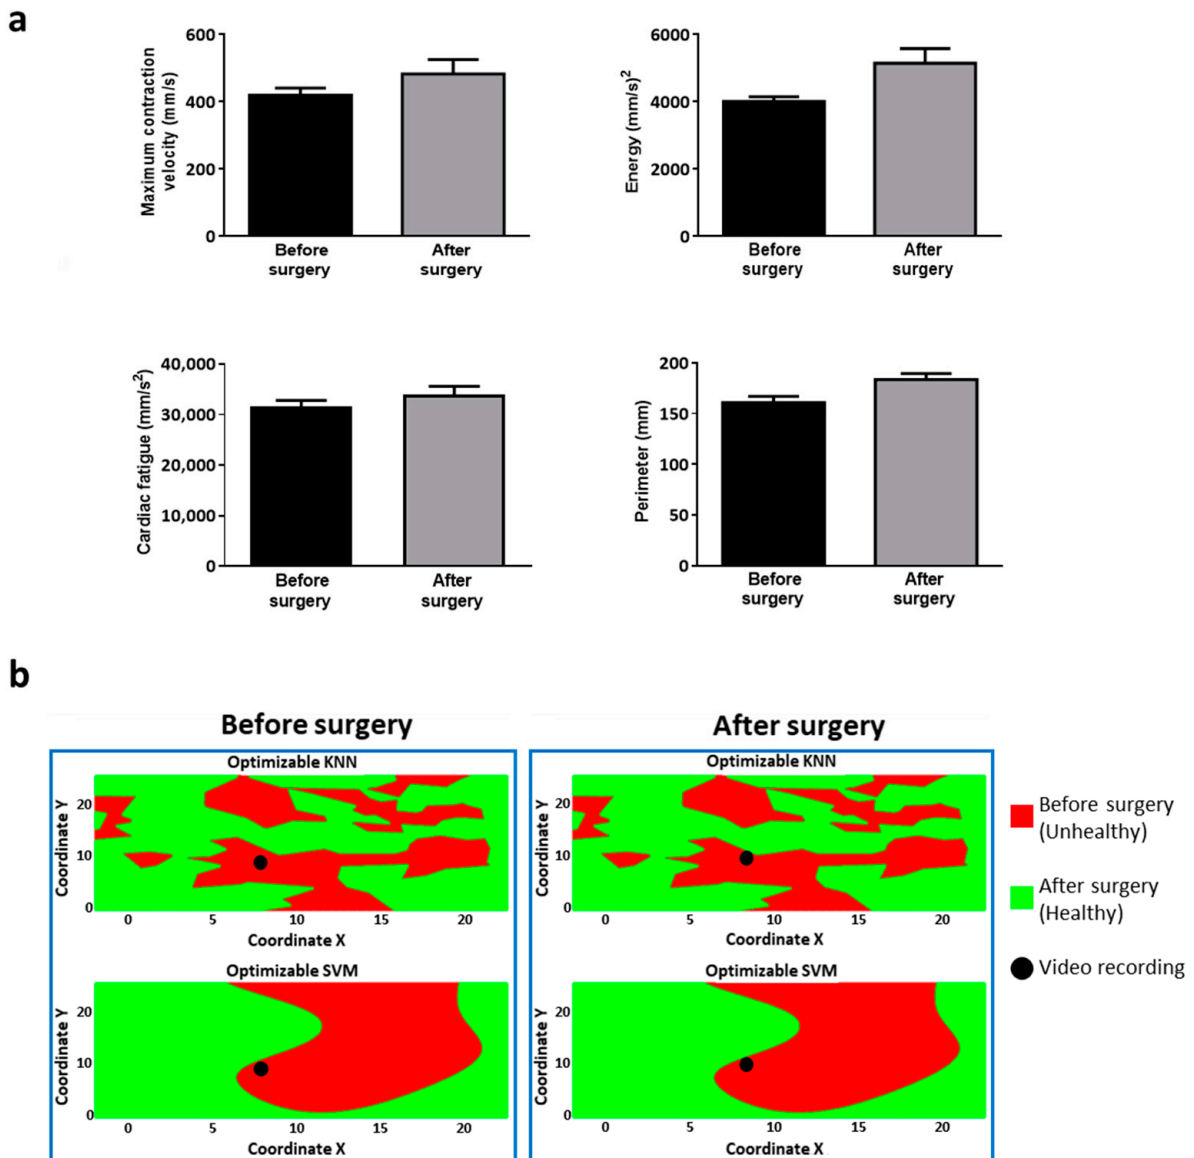 a
600
400
200
0
Maximum contraction
velocity (mm/s)
Before
surgery
After
surgery
6000
4000
2000
0
Energy (mm/s)²
Before
surgery
After
surgery
40,000
30,000
20,000
10,000
0
Cardiac fatigue (mm/s²)
Before
surgery
After
surgery
200
150
100
50
0
Perimeter (mm)
Before
surgery
After
surgery
b
Before surgery
Optimizable KNN
Coordinate Y
20
10
0
0 5 10 15 20
Coordinate X
Optimizable SVM
Coordinate Y
20
10
0
0 5 10 15 20
Coordinate X
After surgery
Optimizable KNN
Coordinate Y
20
10
0
0 5 10 15 20
Coordinate X
Optimizable SVM
Coordinate Y
20
10
0
0 5 10 15 20
Coordinate X
Before surgery
(Unhealthy)
After surgery
(Healthy)
Video recording